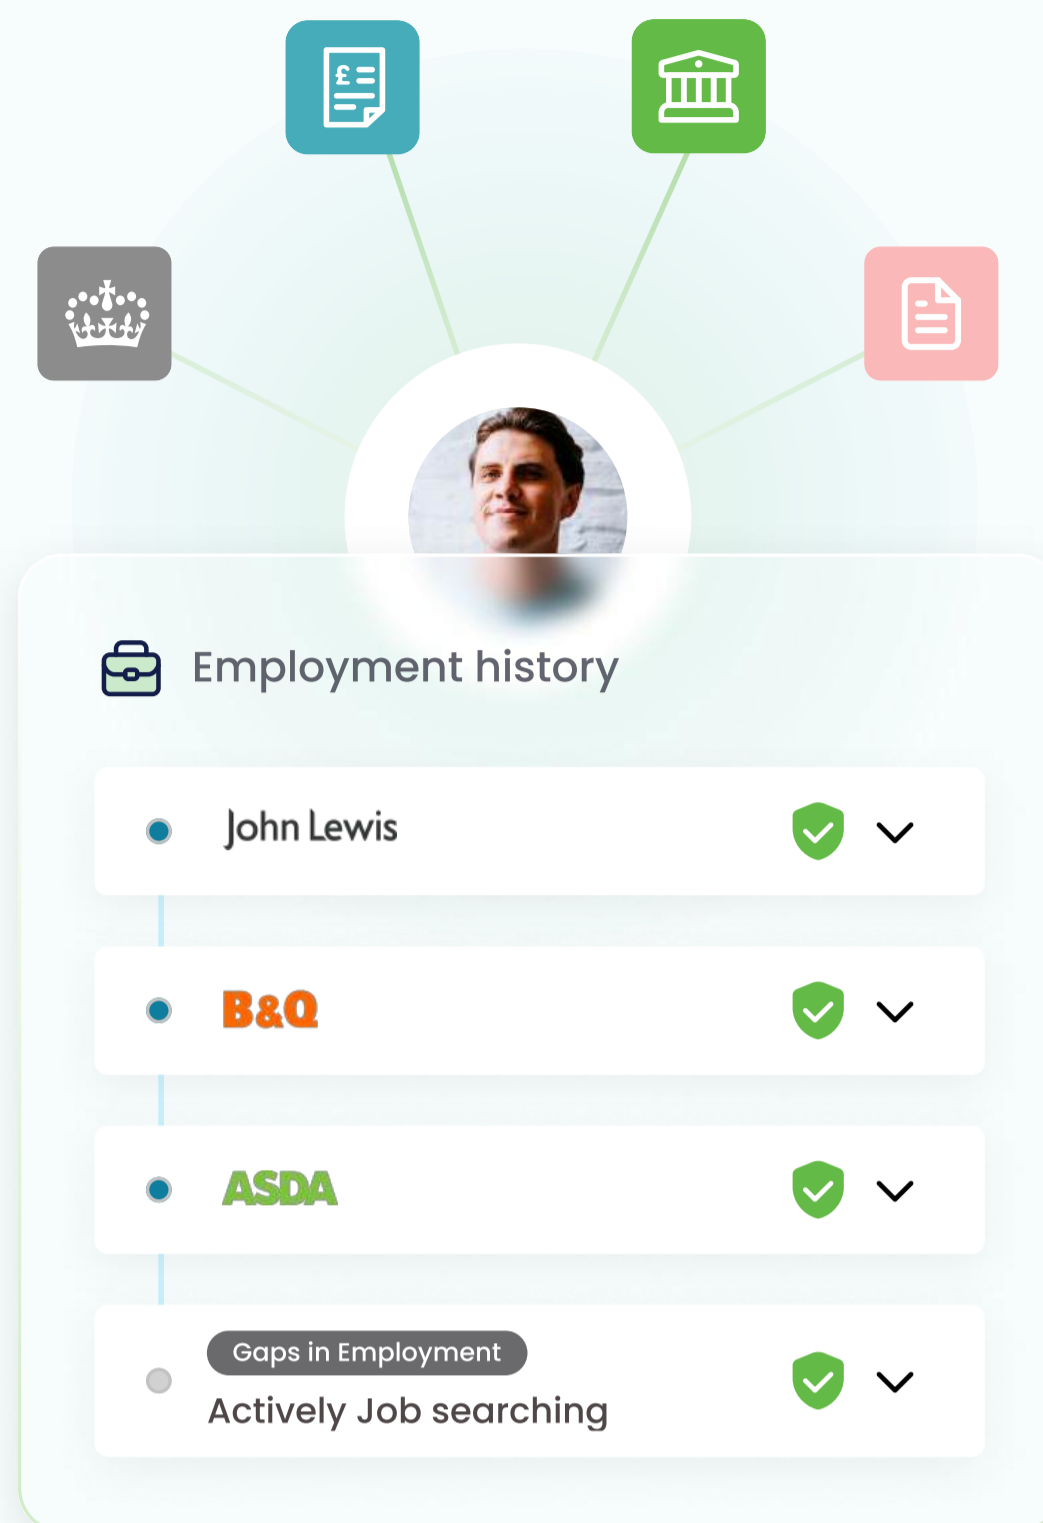 £
Employment history
John Lewis
B&Q
ASDA
Gaps in Employment
Actively Job searching